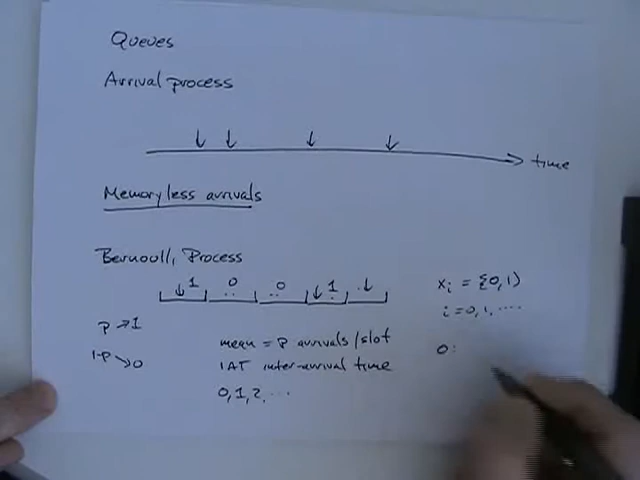 Queues
Arrival process
time
Memoryless arrivals
Bernoulli Process
1 0 0 1
x_i = {0,1)
i = 0, 1, ....
p → 1
1-p → 0
mean = p arrivals/slot
IAT inter-arrival time
0, 1, 2, ...
0: